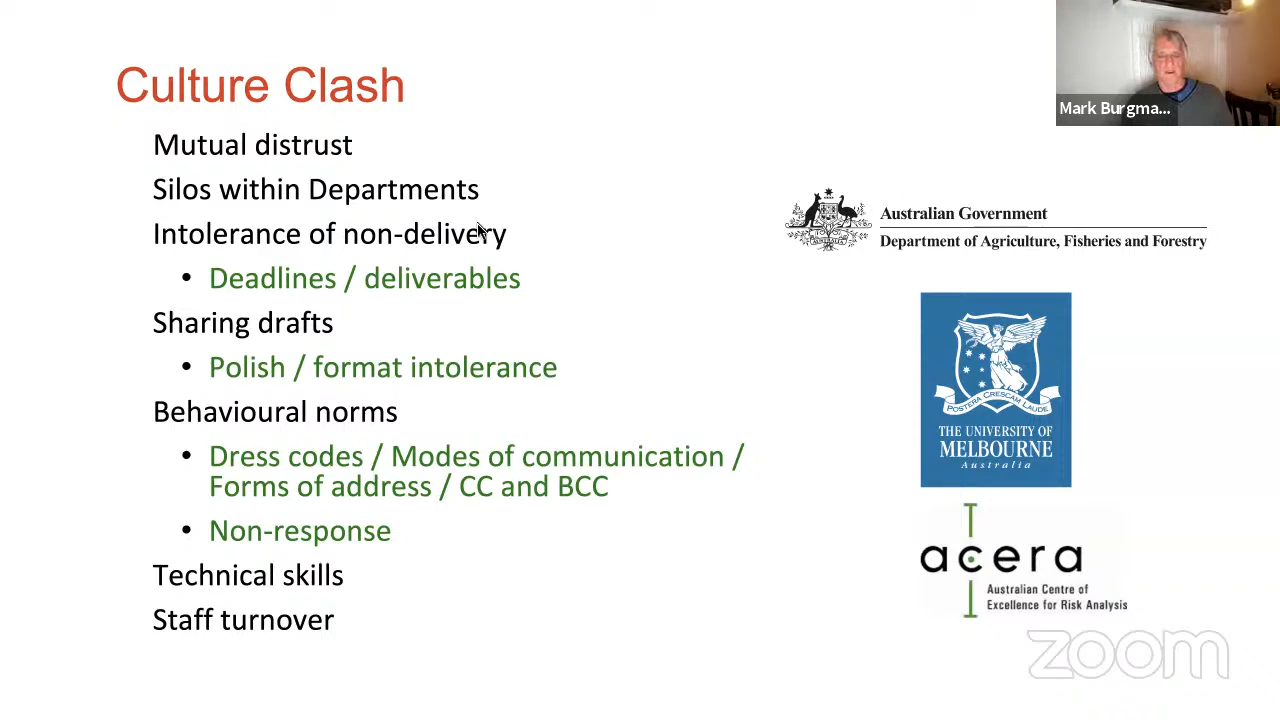 Culture Clash
Mark Burgma...
Mutual distrust
Silos within Departments
Intolerance of non-delivery
• Deadlines / deliverables
Sharing drafts
• Polish / format intolerance
Behavioural norms
• Dress codes / Modes of communication /
Forms of address / CC and BCC
• Non-response
Technical skills
Staff turnover
Australian Government
Department of Agriculture, Fisheries and Forestry
POSTERA CRESCAM LAUDE
THE UNIVERSITY OF
MELBOURNE
Australia
acera
Australian Centre of
Excellence for Risk Analysis
zoom